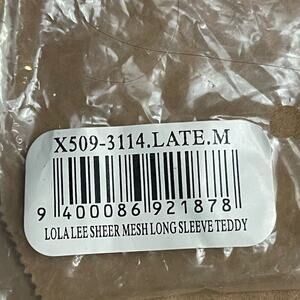 X509-3114.LATE.M
9 400086 921878
LOLA LEE SHEER MESH LONG SLEEVE TEDDY